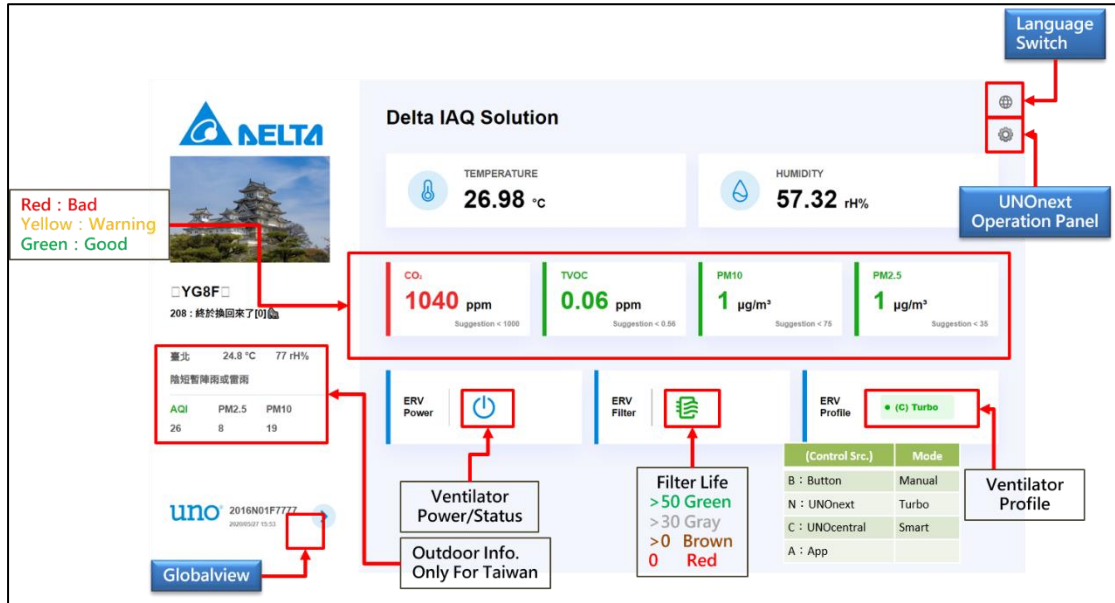 Language
Switch
DELTA
Delta IAQ Solution
TEMPERATURE
26.98 °C
HUMIDITY
57.32 rH%
UNOnext
Operation Panel
Red：Bad
Yellow：Warning
Green：Good
CO₂
1040 ppm
Suggestion < 1000
TVOC
0.06 ppm
Suggestion < 0.56
PM10
1 µg/m³
Suggestion < 75
PM2.5
1 µg/m³
Suggestion < 35
□YG8F□
208：終於換回來了[0]
臺北 24.8 °C 77 rH%
陰短暫陣雨或雷雨
AQI PM2.5 PM10
26 8 19
ERV
Power
ERV
Filter
ERV
Profile
(C) Turbo
Ventilator
Power/Status
Filter Life
>50 Green
>30 Gray
>0 Brown
0 Red
(Control Src.) Mode
B：Button Manual
N：UNOnext Turbo
C：UNOcentral Smart
A：App
Ventilator
Profile
uno 2016N01F7777
2020/05/27 15:53
Globalview
Outdoor Info.
Only For Taiwan